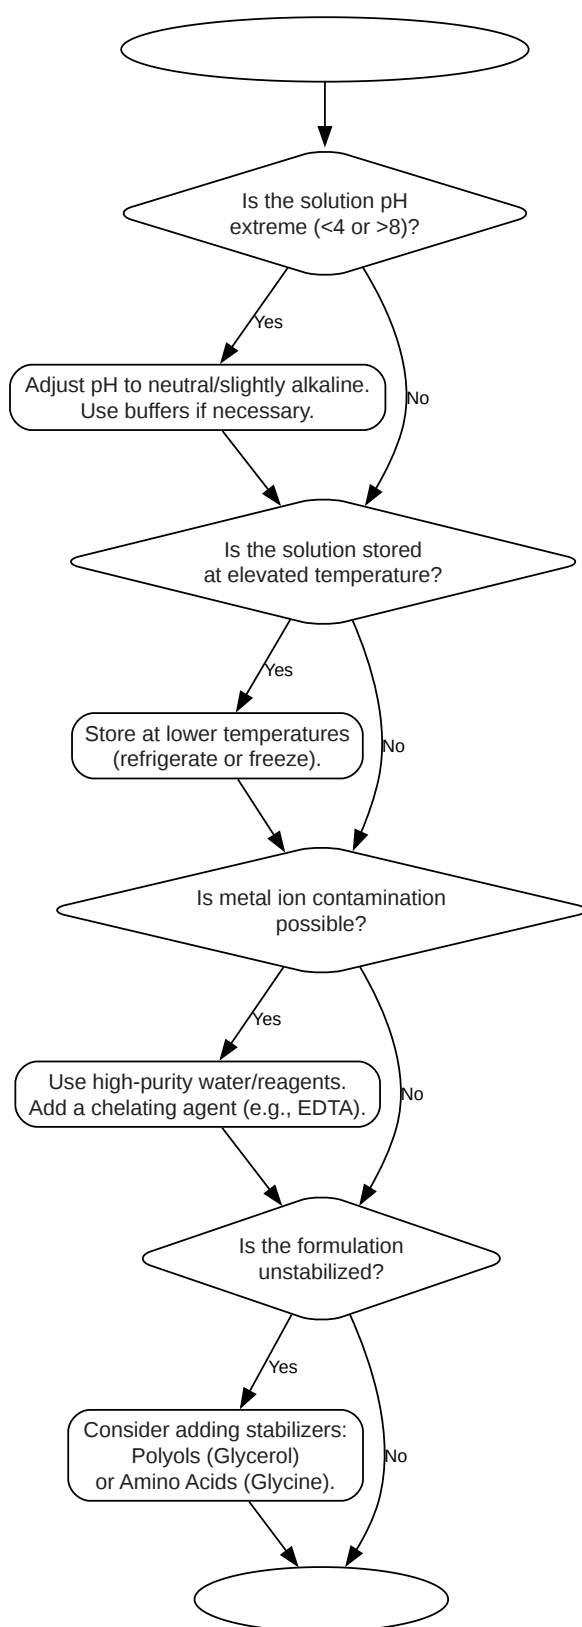 Is the solution pH
extreme (<4 or >8)?
Yes
Adjust pH to neutral/slightly alkaline.
Use buffers if necessary.
No
Is the solution stored
at elevated temperature?
Yes
Store at lower temperatures
(refrigerate or freeze).
No
Is metal ion contamination
possible?
Yes
Use high-purity water/reagents.
Add a chelating agent (e.g., EDTA).
No
Is the formulation
unstabilized?
Yes
Consider adding stabilizers:
Polyols (Glycerol)
or Amino Acids (Glycine).
No